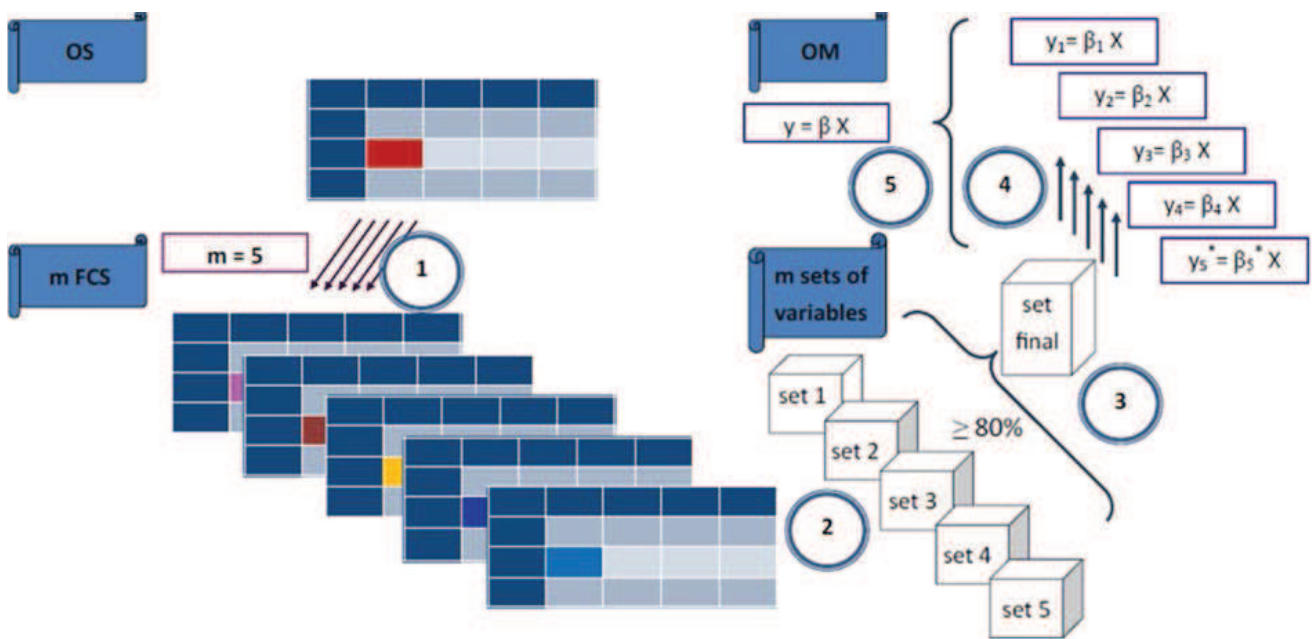 OS
m FCS
m = 5
1
2
OM
y = β X
5
4
y₁= β₁ X
y₂= β₂ X
y₃= β₃ X
y₄= β₄ X
y₅*= β₅* X
m sets of
variables
set
final
3
≥ 80%
set 1
set 2
set 3
set 4
set 5